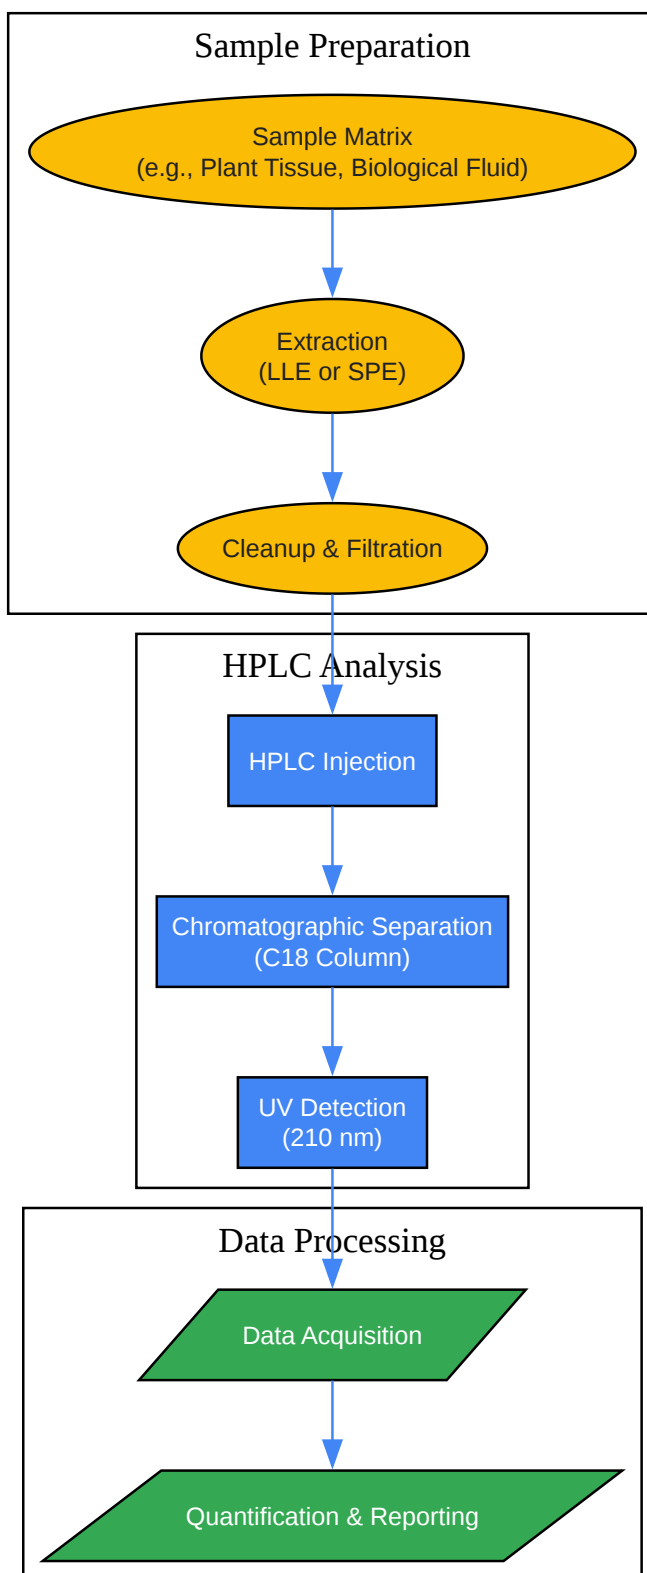 Sample Preparation
Sample Matrix
(e.g., Plant Tissue, Biological Fluid)
Extraction
(LLE or SPE)
Cleanup & Filtration
HPLC Analysis
HPLC Injection
Chromatographic Separation
(C18 Column)
UV Detection
(210 nm)
Data Processing
Data Acquisition
Quantification & Reporting